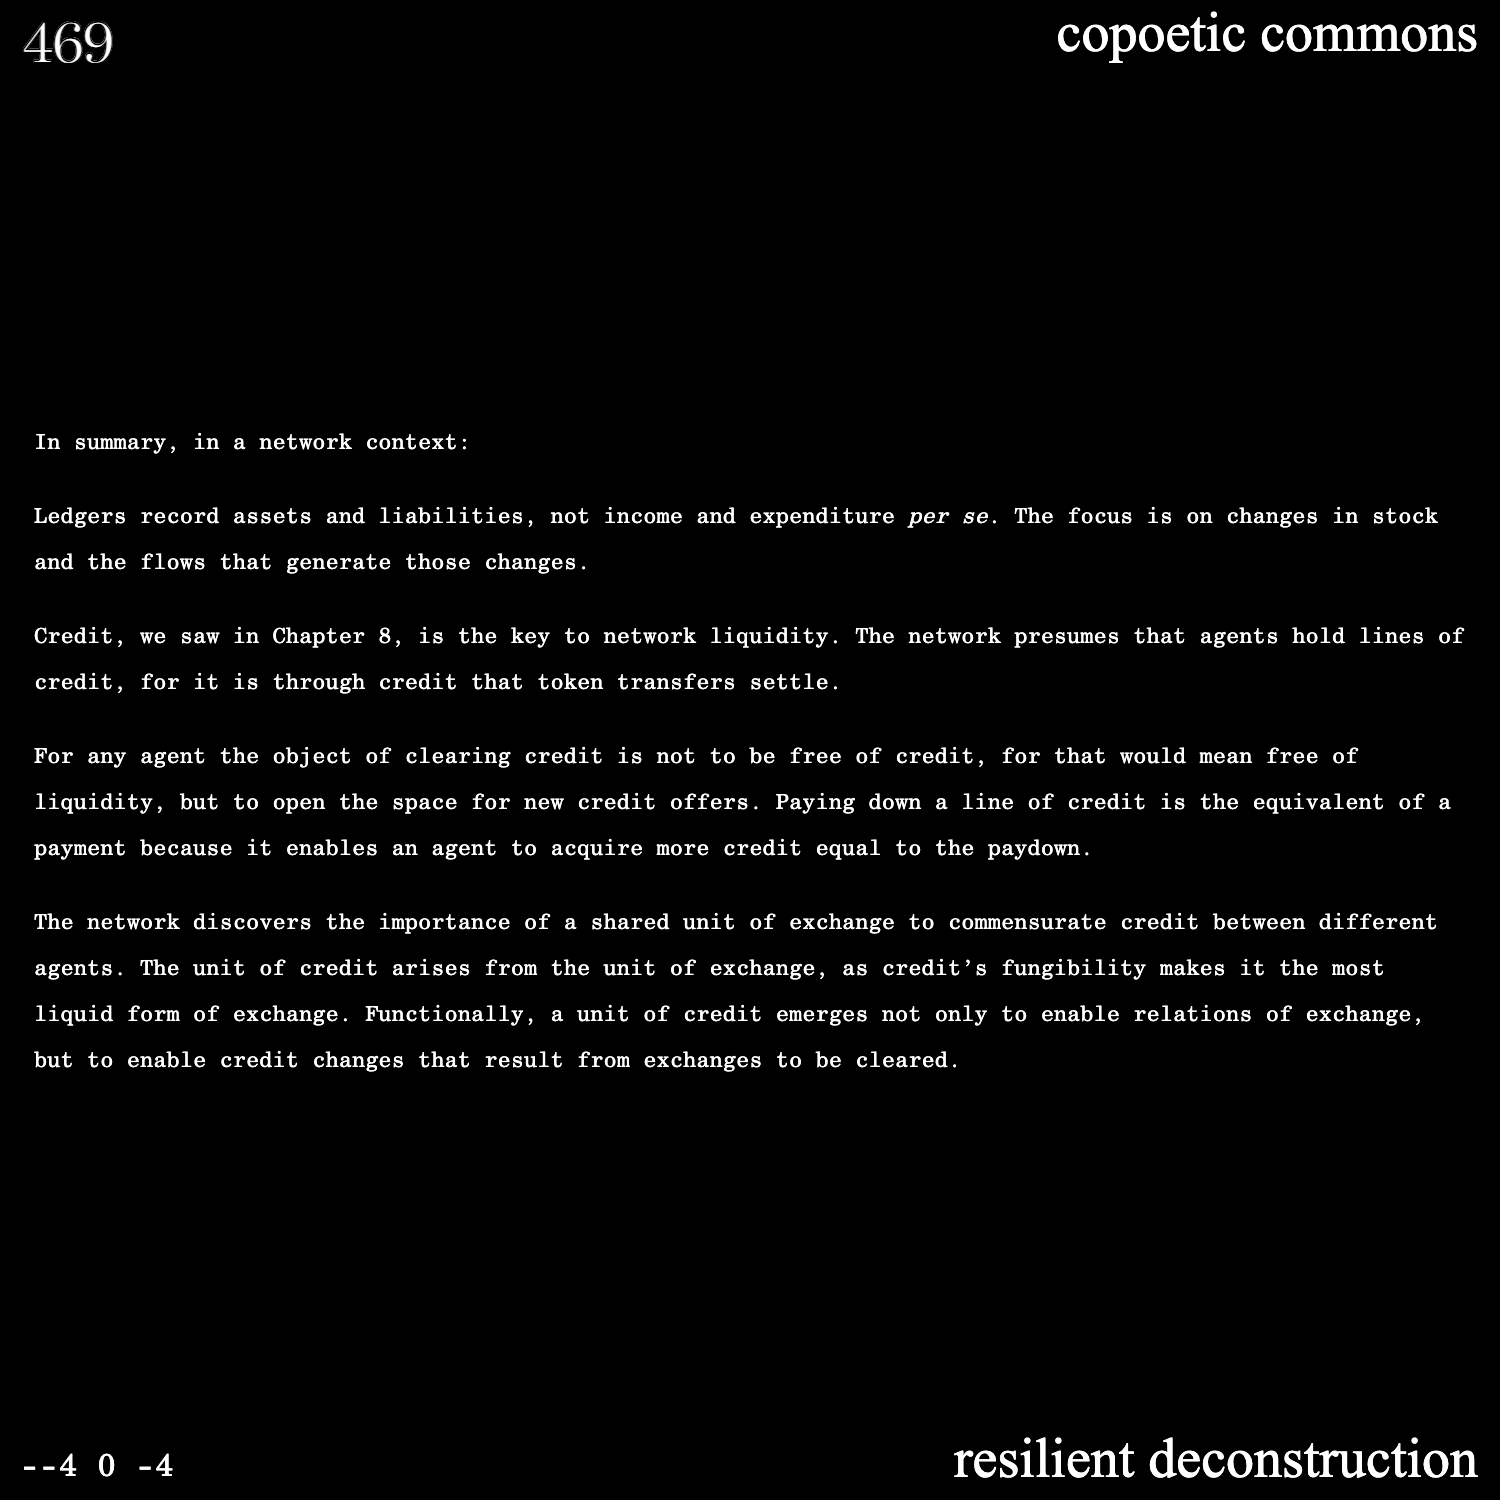 469
copoetic commons
In summary, in a network context:
Ledgers record assets and liabilities, not income and expenditure per se. The focus is on changes in stock
and the flows that generate those changes.
Credit, we saw in Chapter 8, is the key to network liquidity. The network presumes that agents hold lines of
credit, for it is through credit that token transfers settle.
For any agent the object of clearing credit is not to be free of credit, for that would mean free of
liquidity, but to open the space for new credit offers. Paying down a line of credit is the equivalent of a
payment because it enables an agent to acquire more credit equal to the paydown.
The network discovers the importance of a shared unit of exchange to commensurate credit between different
agents. The unit of credit arises from the unit of exchange, as credit’s fungibility makes it the most
liquid form of exchange. Functionally, a unit of credit emerges not only to enable relations of exchange,
but to enable credit changes that result from exchanges to be cleared.
--4 0 -4
resilient deconstruction